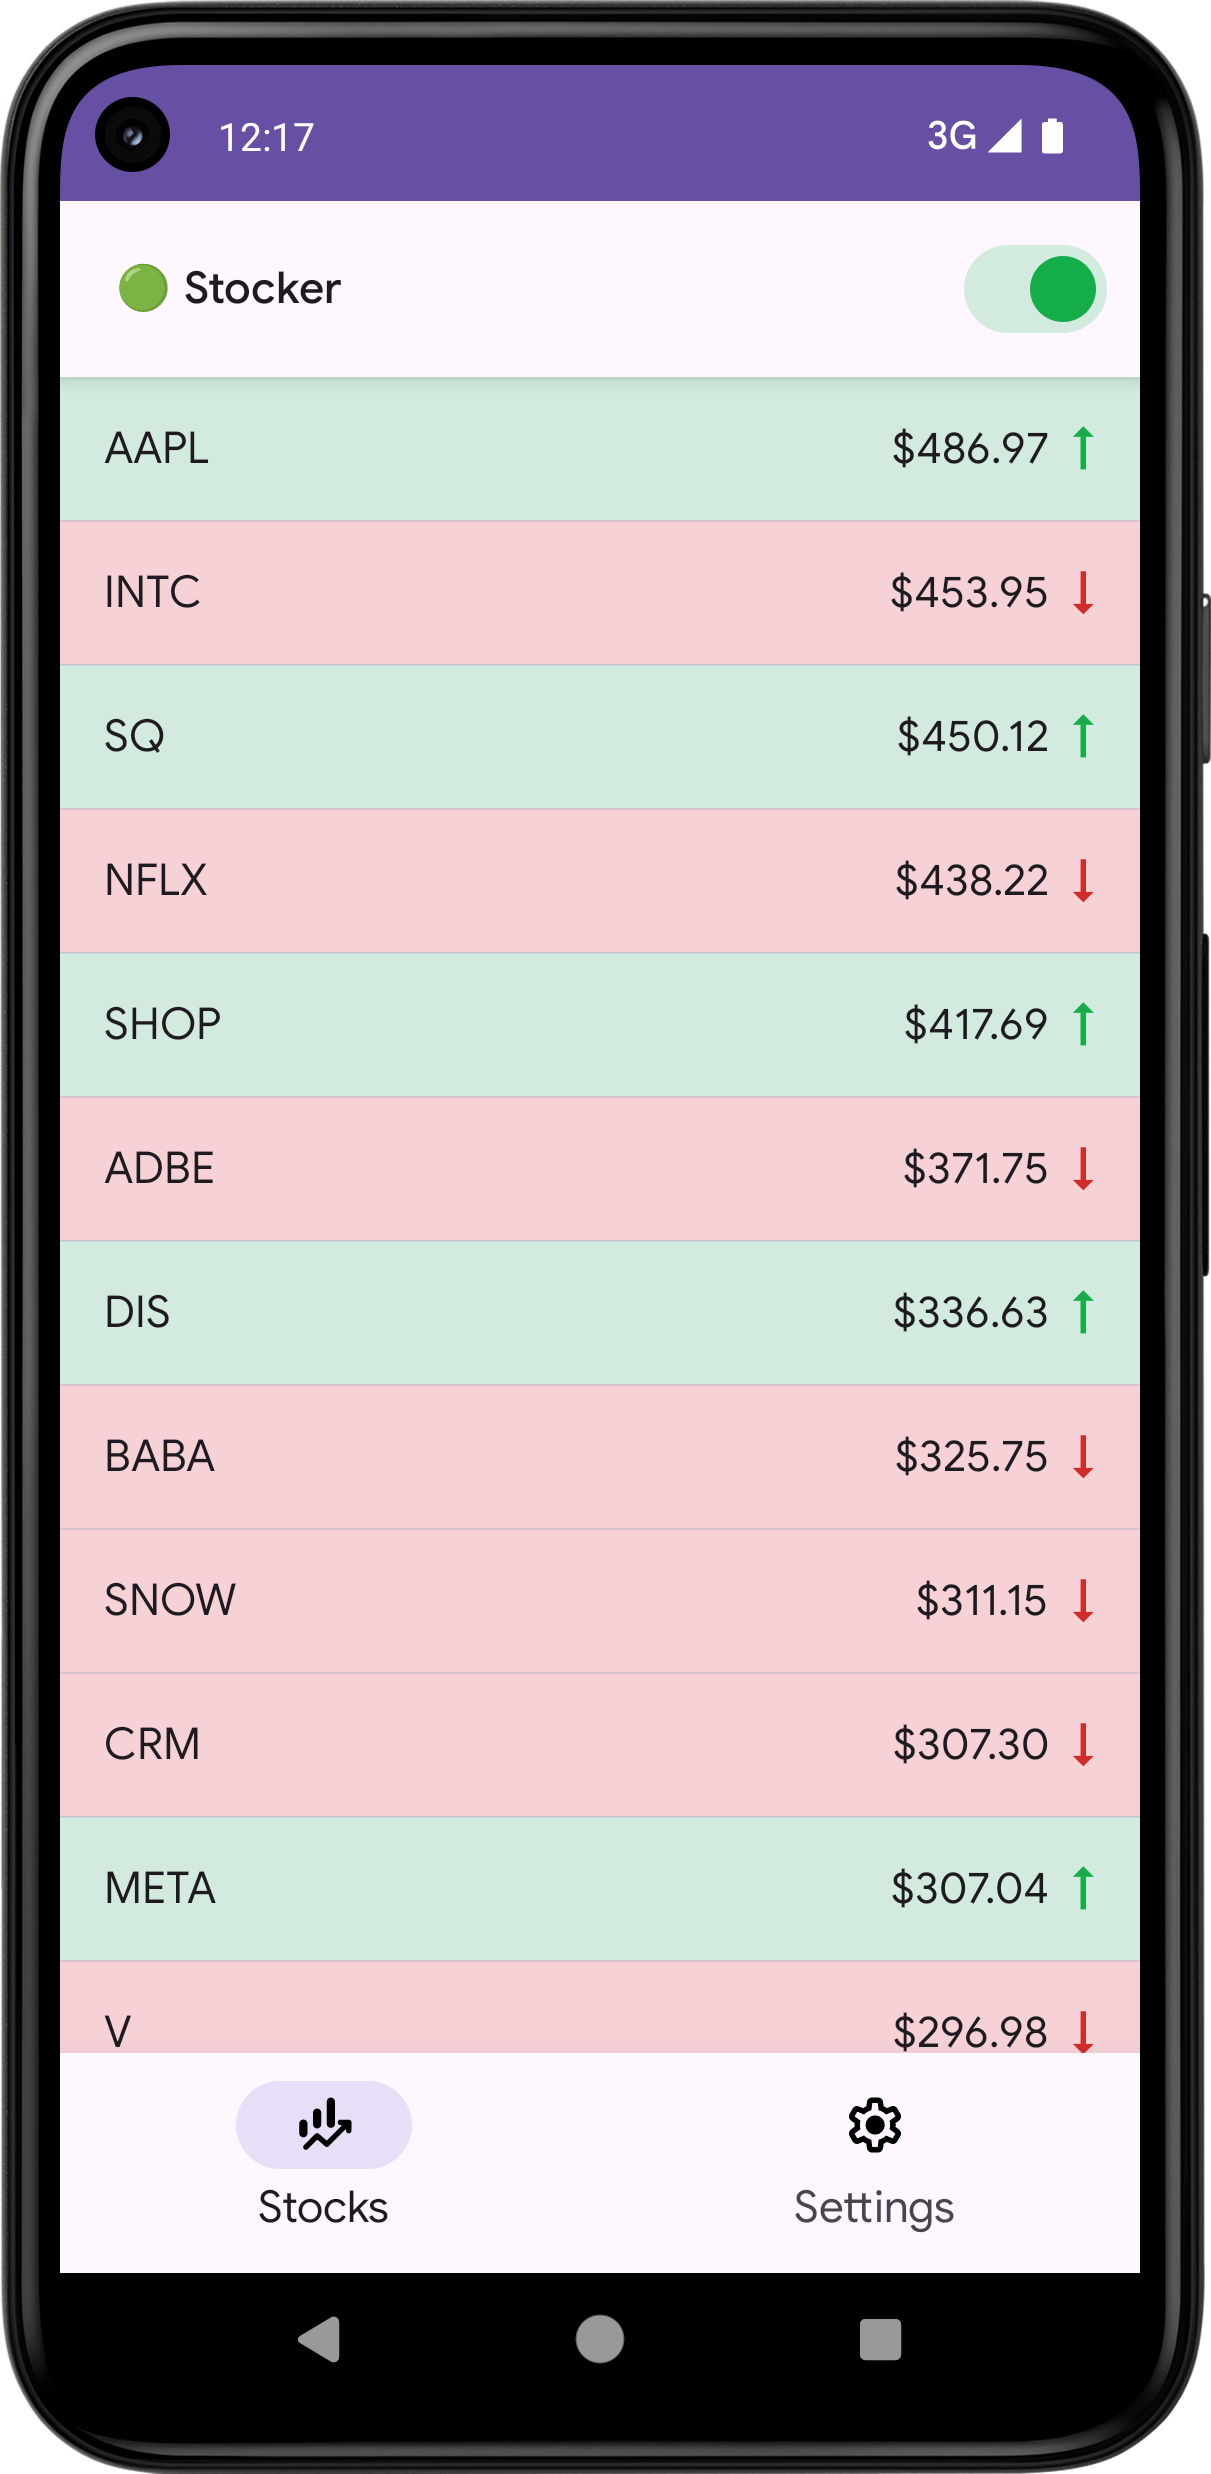 12:17 3G
Stocker
AAPL $486.97
INTC $453.95
SQ $450.12
NFLX $438.22
SHOP $417.69
ADBE $371.75
DIS $336.63
BABA $325.75
SNOW $311.15
CRM $307.30
META $307.04
V $296.98
Stocks Settings